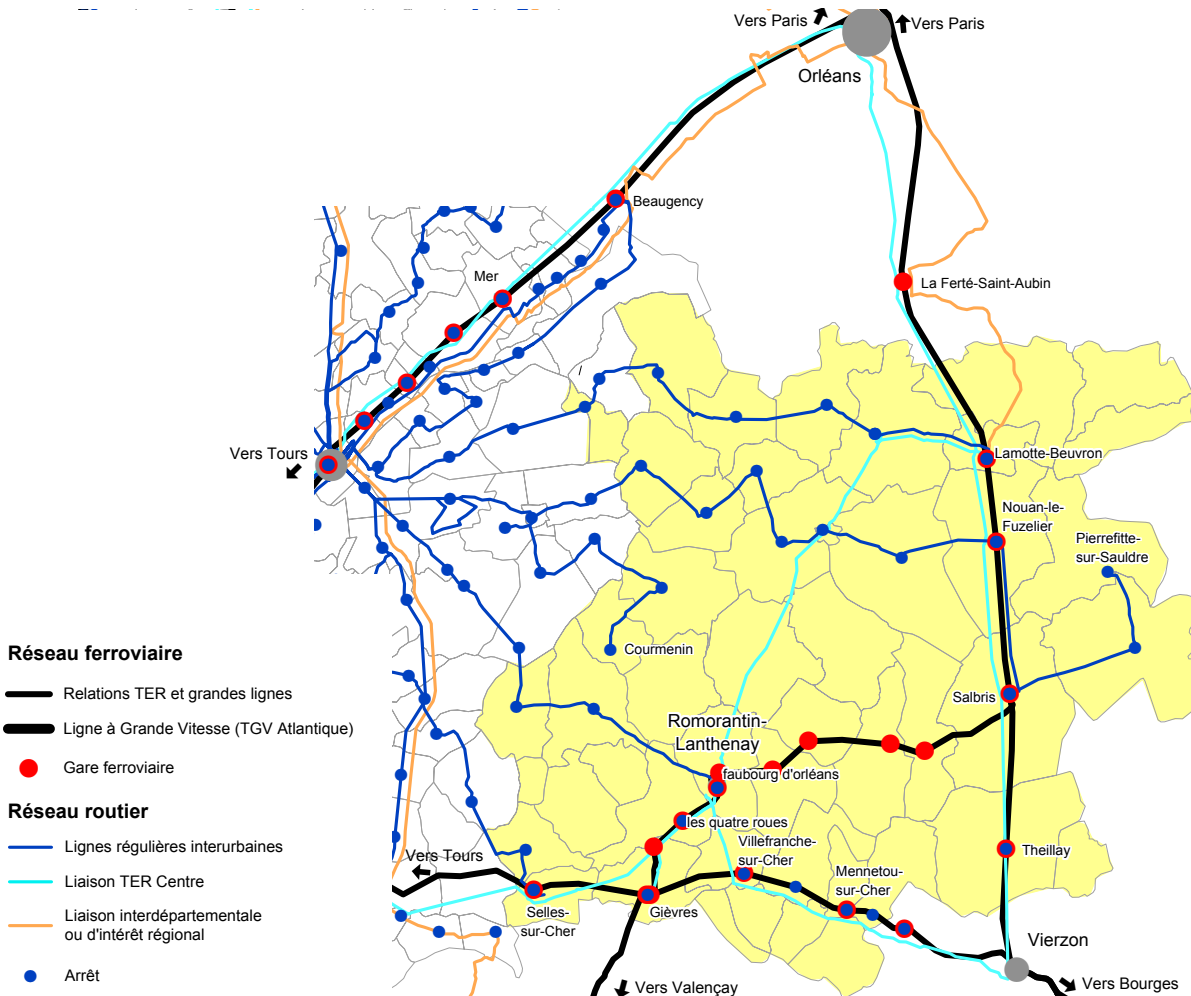 Vers Paris
Vers Paris
Orléans
Beaugency
Mer
La Ferté-Saint-Aubin
Vers Tours
Lamotte-Beuvron
Nouan-le-
Fuzelier
Pierrefitte-
sur-Sauldre
Courmenin
Salbris
Romorantin-
Lanthenay
faubourg d'orléans
les quatre roues
Villefranche-
sur-Cher
Theillay
Vers Tours
Mennetou-
sur-Cher
Selles-
sur-Cher
Gièvres
Vierzon
Vers Valençay
Vers Bourges
Réseau ferroviaire
Relations TER et grandes lignes
Ligne à Grande Vitesse (TGV Atlantique)
Gare ferroviaire
Réseau routier
Lignes régulières interurbaines
Liaison TER Centre
Liaison interdépartementale
ou d'intérêt régional
Arrêt